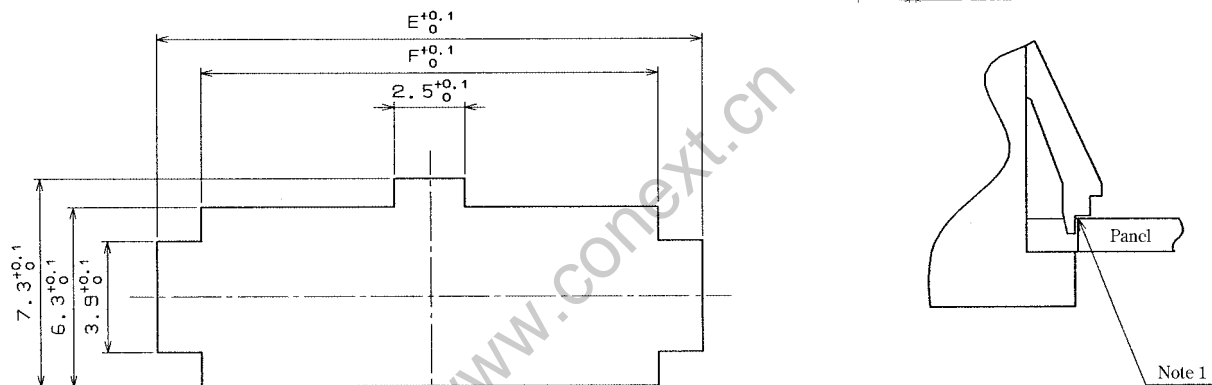 E +0.1 0
F +0.1 0
2.5 +0.1 0
7.3 +0.1 0
6.3 +0.1 0
3.9 +0.1 0
www.conext.cn
Panel
Note 1